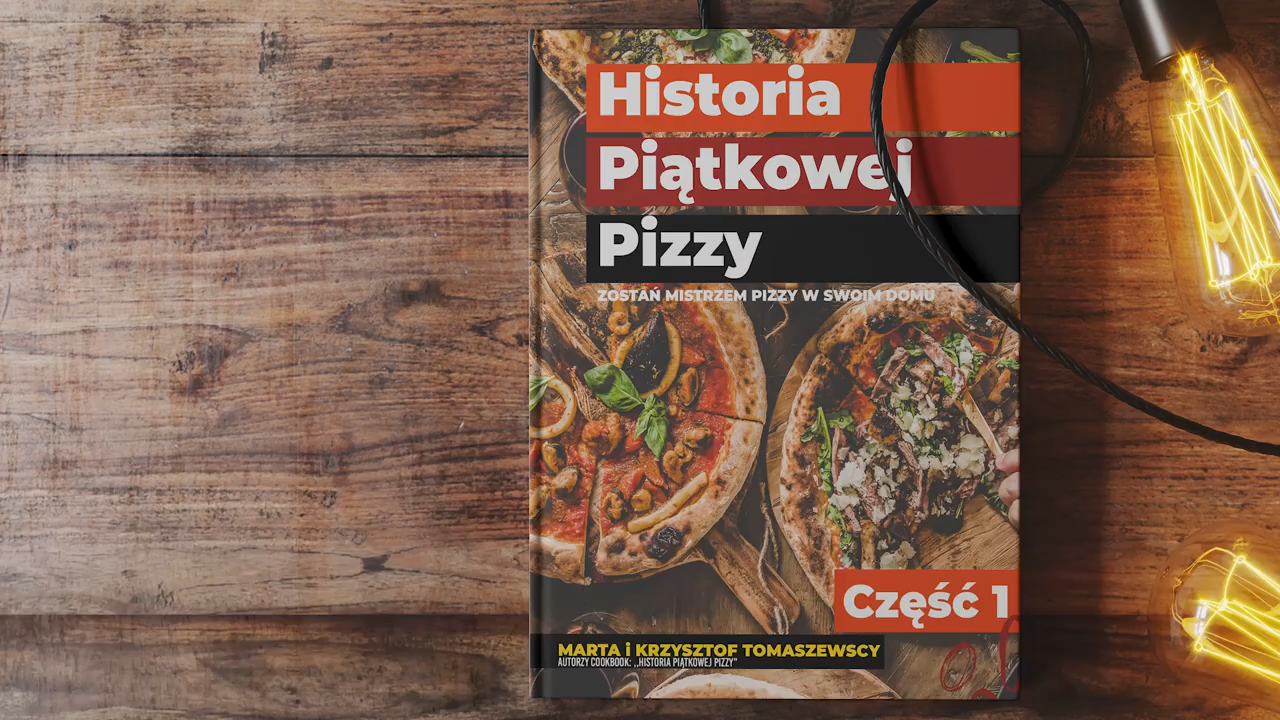 Historia
Piątkowej
Pizzy
ZOSTAŃ MISTRZEM PIZZY W SWOIM DOMU
Część 1
MARTA i KRZYSZTOF TOMASZEWSCY
AUTORZY COOKBOOK: ,,HISTORIA PIĄTKOWEJ PIZZY"